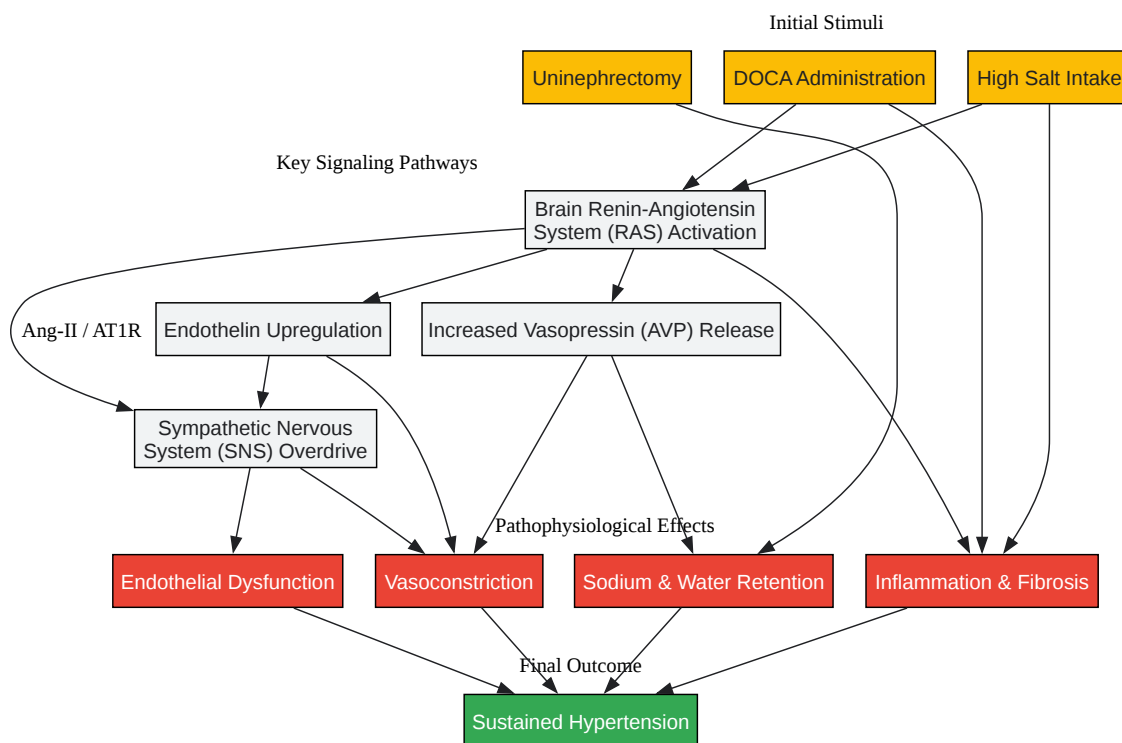 Initial Stimuli
Uninephrectomy
DOCA Administration
High Salt Intake
Key Signaling Pathways
Brain Renin-Angiotensin
System (RAS) Activation
Ang-II / AT1R
Endothelin Upregulation
Increased Vasopressin (AVP) Release
Sympathetic Nervous
System (SNS) Overdrive
Pathophysiological Effects
Endothelial Dysfunction
Vasoconstriction
Sodium & Water Retention
Inflammation & Fibrosis
Final Outcome
Sustained Hypertension